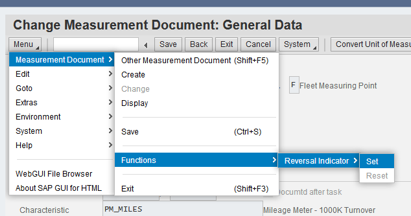 Change Measurement Document: General Data
Menu Save Back Exit Cancel System Convert Unit of Measu
Measurement Document Other Measurement Document (Shift+F5)
Edit Create
Goto Change F Fleet Measuring Point
Extras Display
Environment
System Save (Ctrl+S)
Help
Functions Reversal Indicator Set
WebGUI File Browser Reset
About SAP GUI for HTML Exit (Shift+F3) after task
Characteristic PM_MILES Mileage Meter - 1000K Turnover